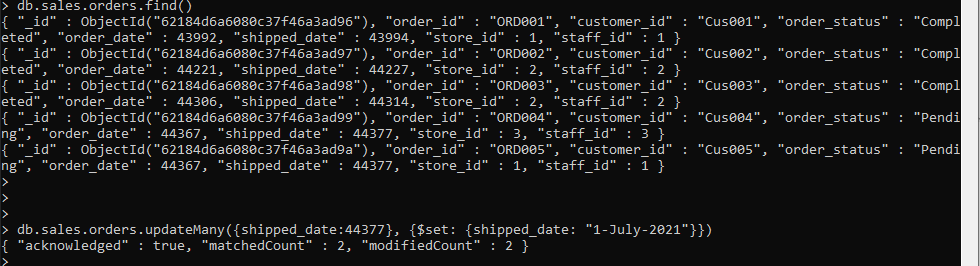 > db.sales.orders.find()
{ "_id" : ObjectId("62184d6a6080c37f46a3ad96"), "order_id" : "ORD001", "customer_id" : "Cus001", "order_status" : "Compl
eted", "order_date" : 43992, "shipped_date" : 43994, "store_id" : 1, "staff_id" : 1 }
{ "_id" : ObjectId("62184d6a6080c37f46a3ad97"), "order_id" : "ORD002", "customer_id" : "Cus002", "order_status" : "Compl
eted", "order_date" : 44221, "shipped_date" : 44227, "store_id" : 2, "staff_id" : 2 }
{ "_id" : ObjectId("62184d6a6080c37f46a3ad98"), "order_id" : "ORD003", "customer_id" : "Cus003", "order_status" : "Compl
eted", "order_date" : 44306, "shipped_date" : 44314, "store_id" : 2, "staff_id" : 2 }
{ "_id" : ObjectId("62184d6a6080c37f46a3ad99"), "order_id" : "ORD004", "customer_id" : "Cus004", "order_status" : "Pendi
ng", "order_date" : 44367, "shipped_date" : 44377, "store_id" : 3, "staff_id" : 3 }
{ "_id" : ObjectId("62184d6a6080c37f46a3ad9a"), "order_id" : "ORD005", "customer_id" : "Cus005", "order_status" : "Pendi
ng", "order_date" : 44367, "shipped_date" : 44377, "store_id" : 1, "staff_id" : 1 }
>
>
>
> db.sales.orders.updateMany({shipped_date:44377}, {$set: {shipped_date: "1-July-2021"}})
{ "acknowledged" : true, "matchedCount" : 2, "modifiedCount" : 2 }
>